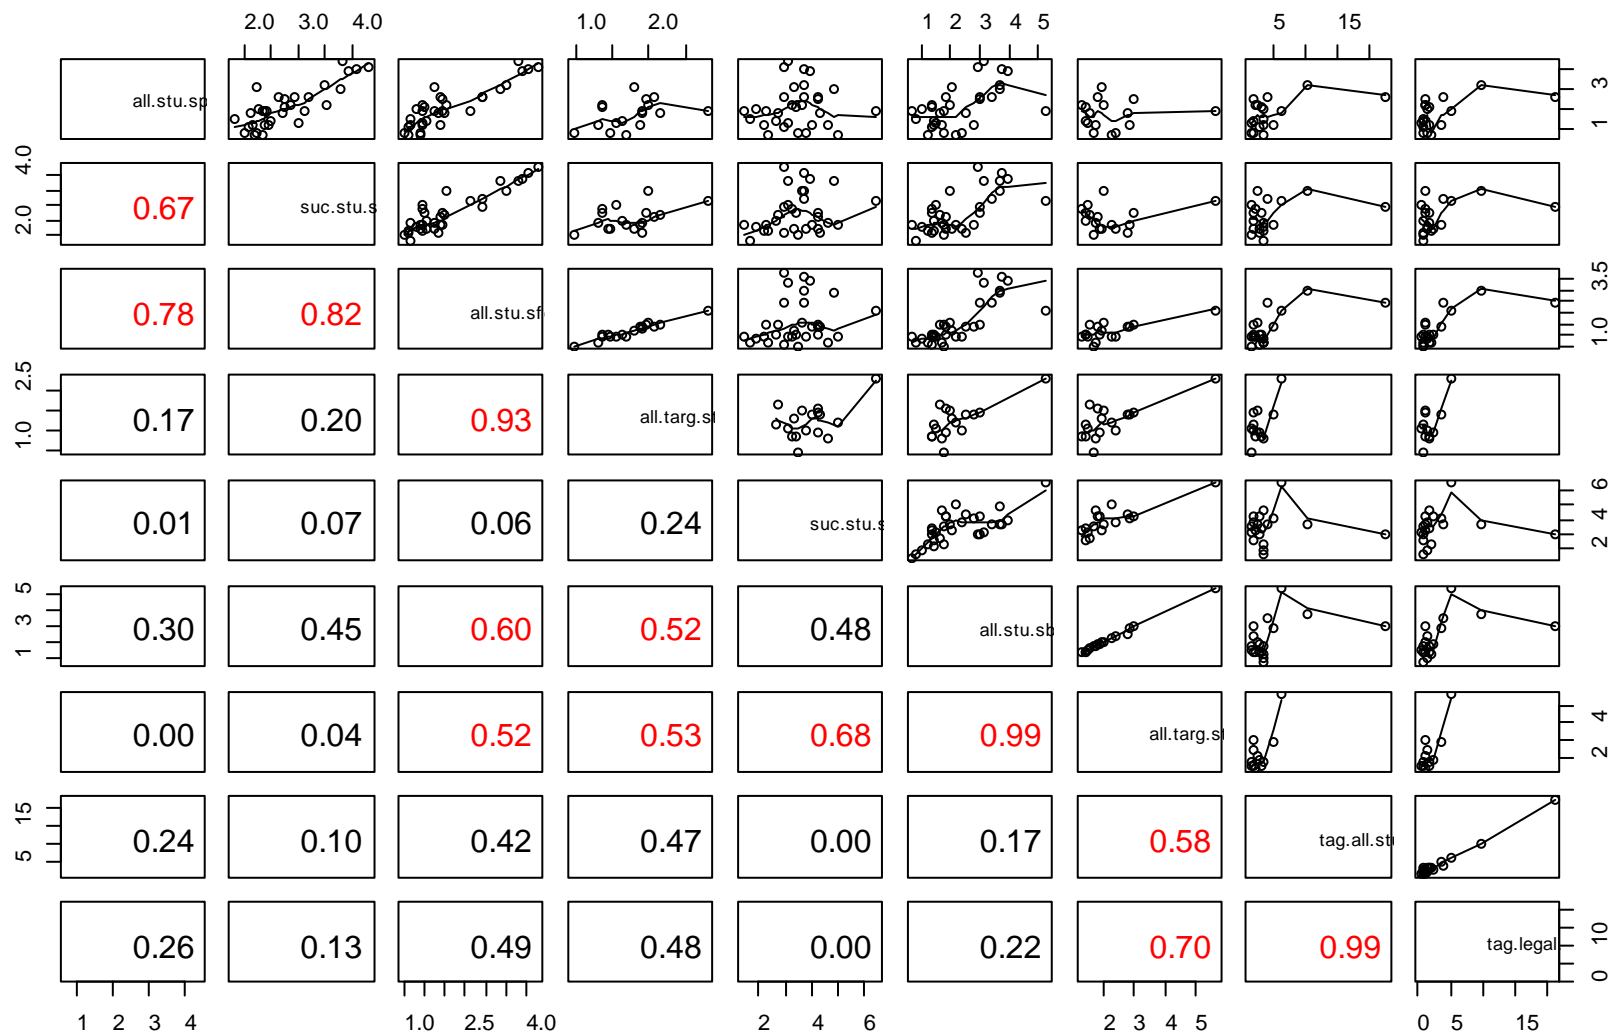 2.0 3.0 4.0 1.0 2.0 1 2 3 4 5 5 15
all.stu.sp 1 3
2.0 4.0 0.67 suc.stu.s
0.78 0.82 all.stu.sf 1.0 3.5
1.0 2.5 0.17 0.20 0.93 all.targ.st
0.01 0.07 0.06 0.24 suc.stu.s 2 4 6
1 3 5 0.30 0.45 0.60 0.52 0.48 all.stu.sb
0.00 0.04 0.52 0.53 0.68 0.99 all.targ.st 2 4
5 15 0.24 0.10 0.42 0.47 0.00 0.17 0.58 tag.all.stu
0.26 0.13 0.49 0.48 0.00 0.22 0.70 0.99 tag.legal 0 10
1 2 3 4 1.0 2.5 4.0 2 4 6 2 3 4 5 0 5 15